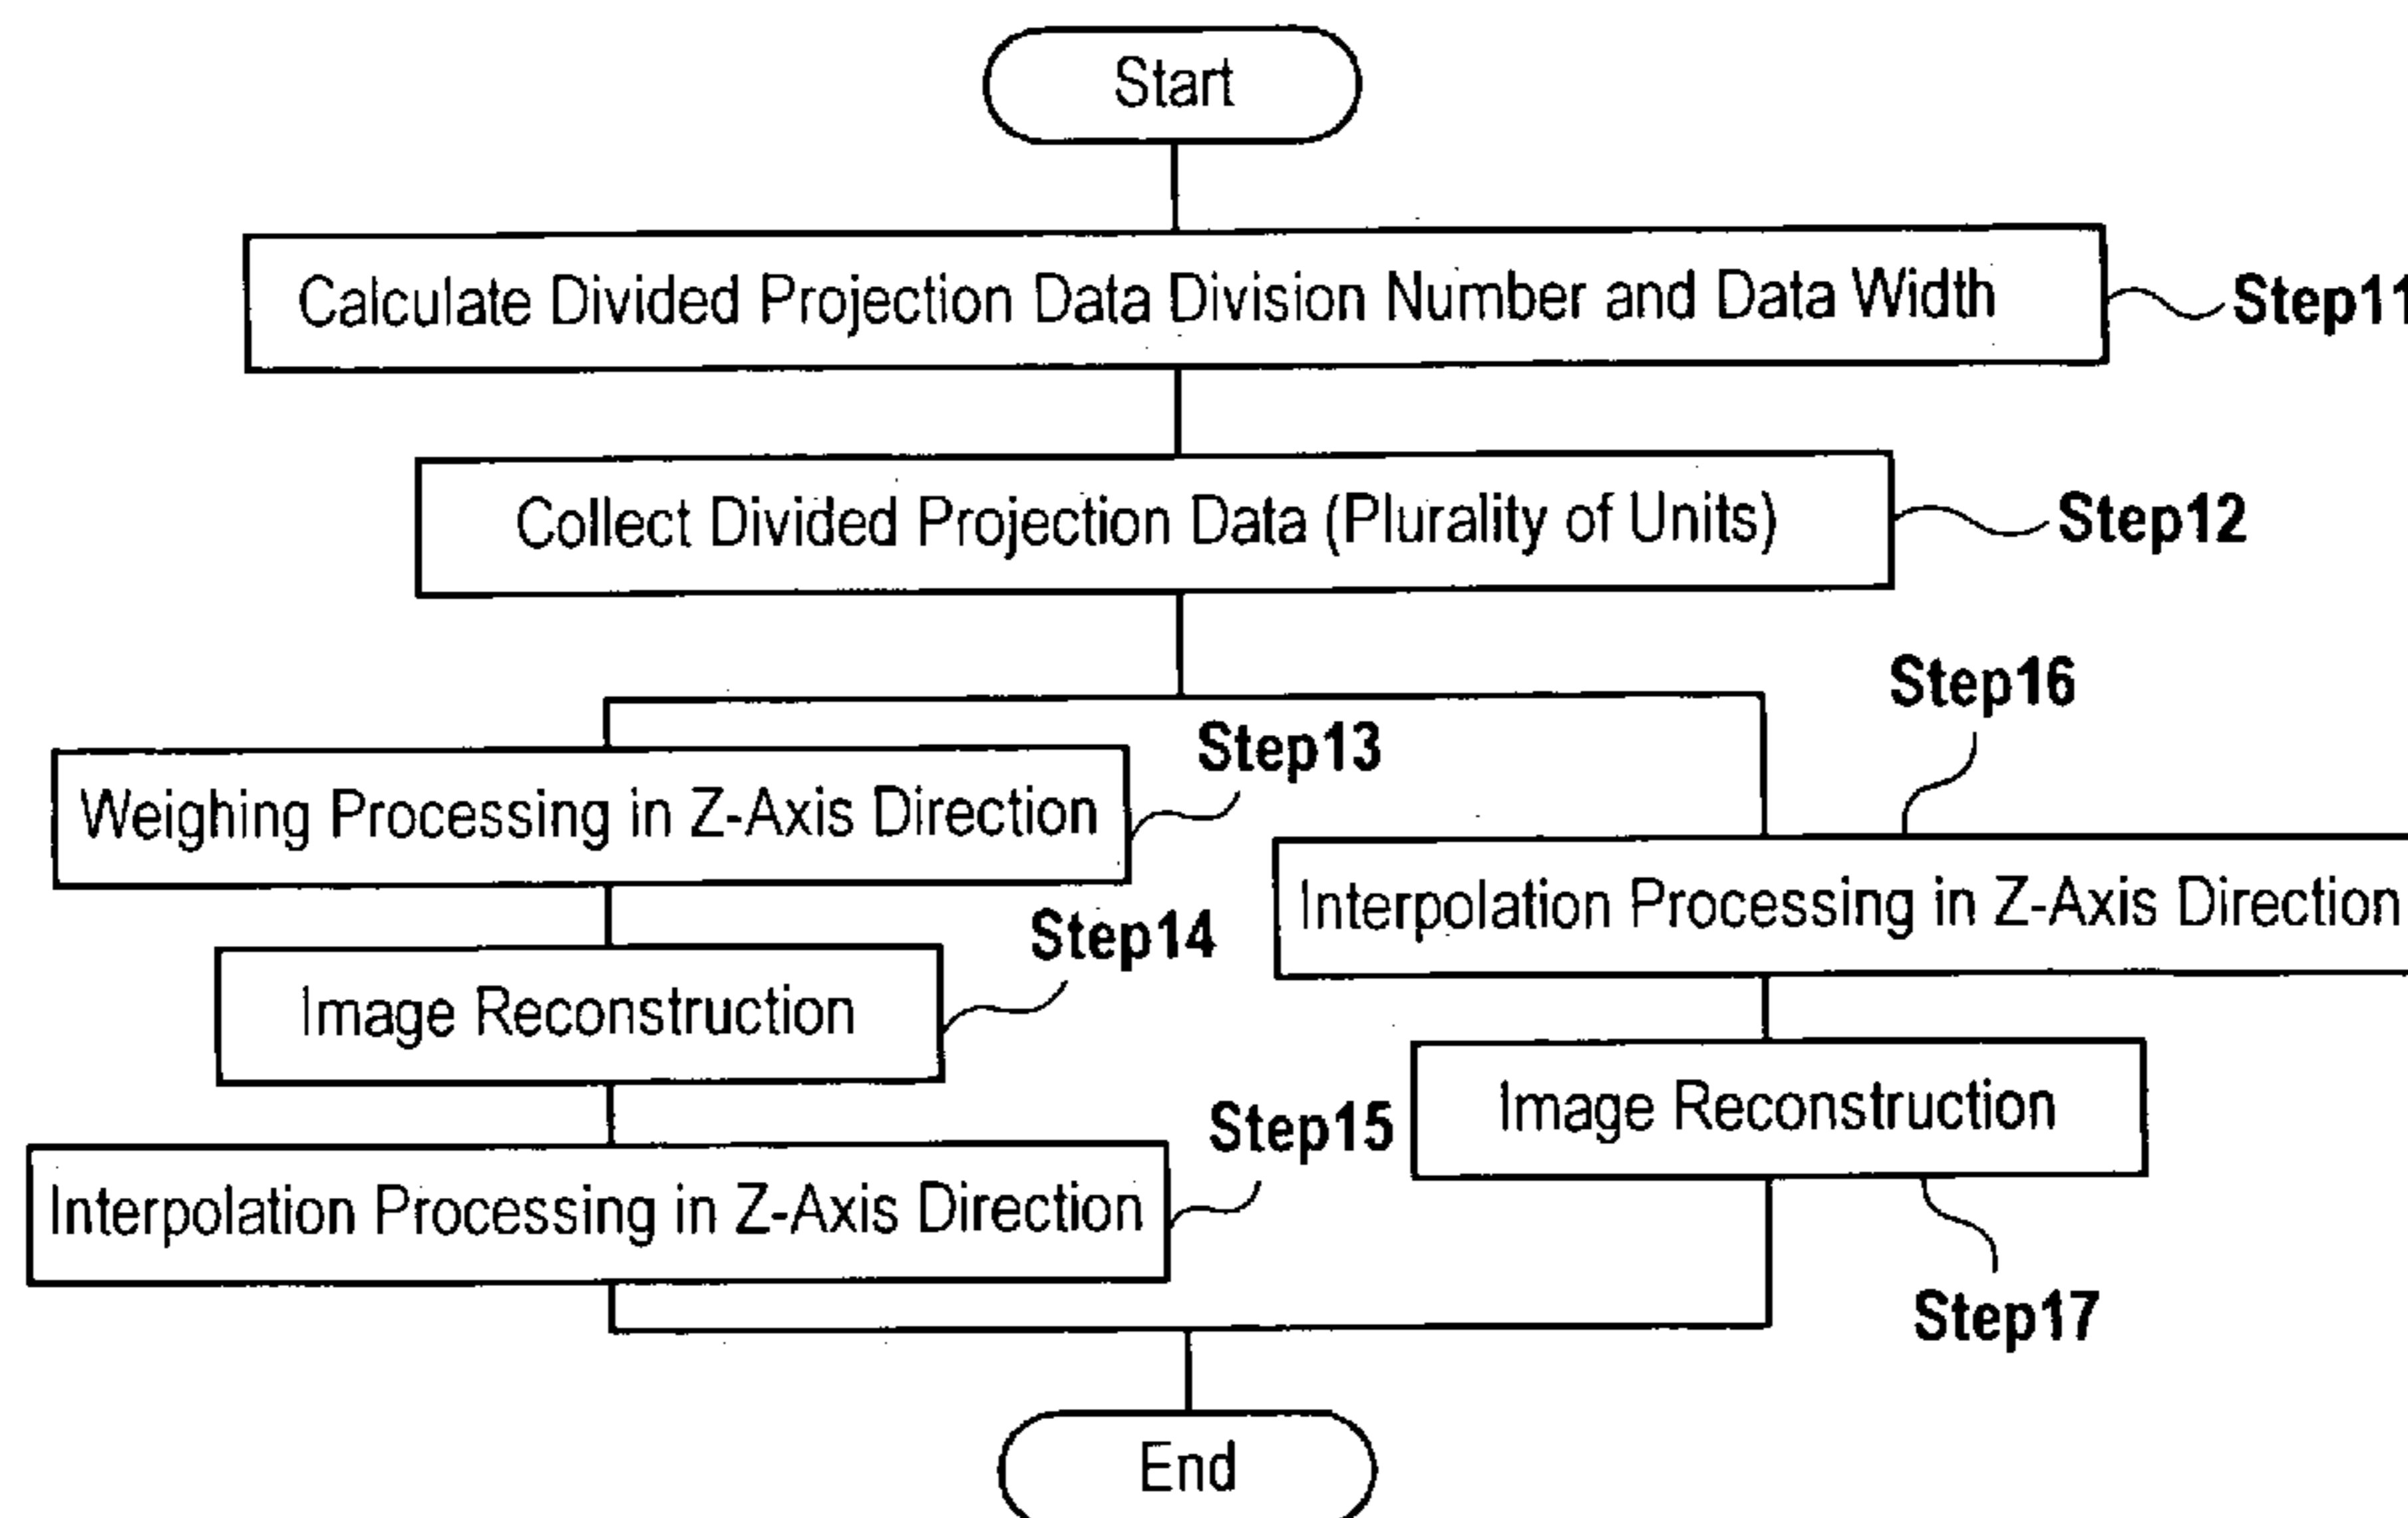 Start
Calculate Divided Projection Data Division Number and Data Width
Step11
Collect Divided Projection Data (Plurality of Units)
Step12
Step16
Step13
Weighing Processing in Z-Axis Direction
Interpolation Processing in Z-Axis Direction
Step14
Image Reconstruction
Image Reconstruction
Step15
Interpolation Processing in Z-Axis Direction
Step17
End